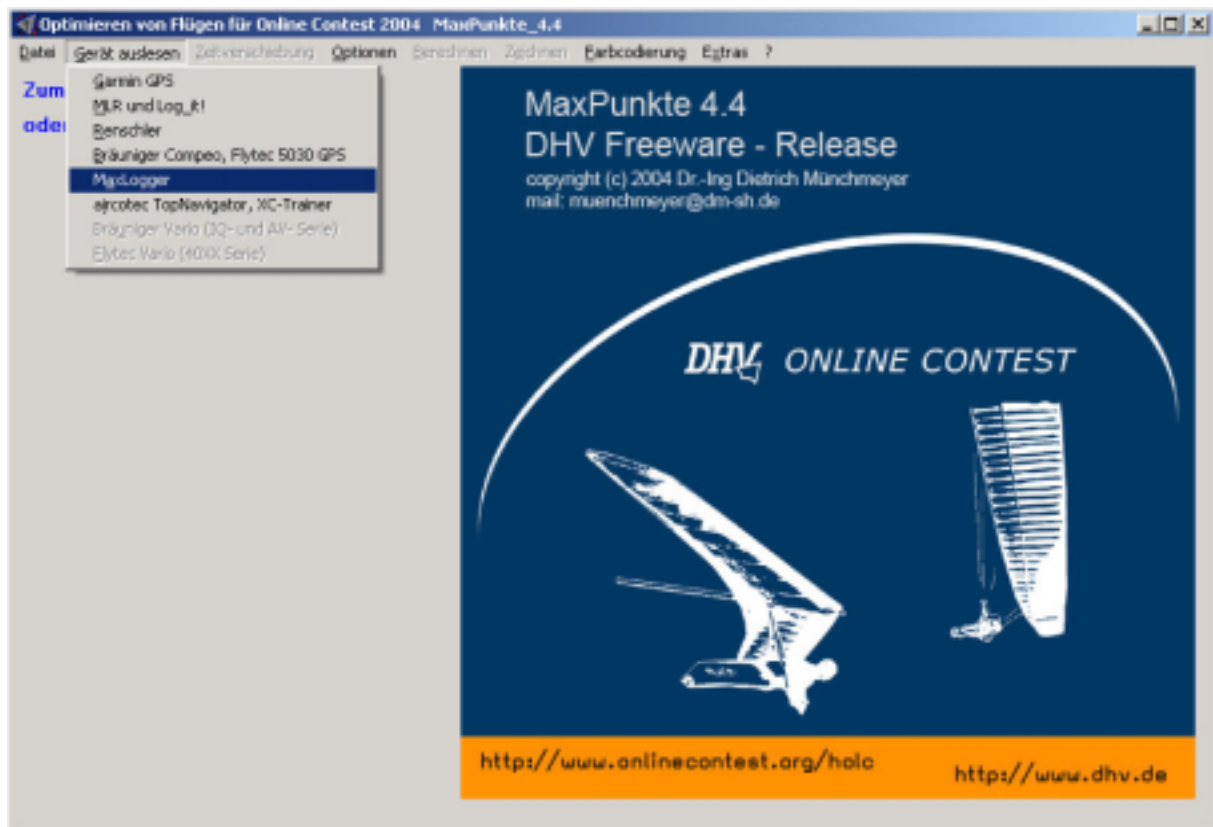 Optimieren von Flügen für Online Contest 2004 MaxPunkte_4.4
Datei Gerät auslesen Zeitverschiebung Optionen Berechnen Zeichnen Farbcodierung Extras ?
Zum
oder
Garmin GPS
MLR und Log_it!
Renschler
Bräuniger Compeo, Flytec 5030 GPS
MaxLogger
aircotec TopNavigator, XC-Trainer
Bräuniger Vario (IQ- und AV- Serie)
Flytec Vario (40XX Serie)
MaxPunkte 4.4
DHV Freeware - Release
copyright (c) 2004 Dr.-Ing Dietrich Münchmeyer
mail: muenchmeyer@dm-sh.de
DHV ONLINE CONTEST
http://www.onlinecontest.org/holc
http://www.dhv.de